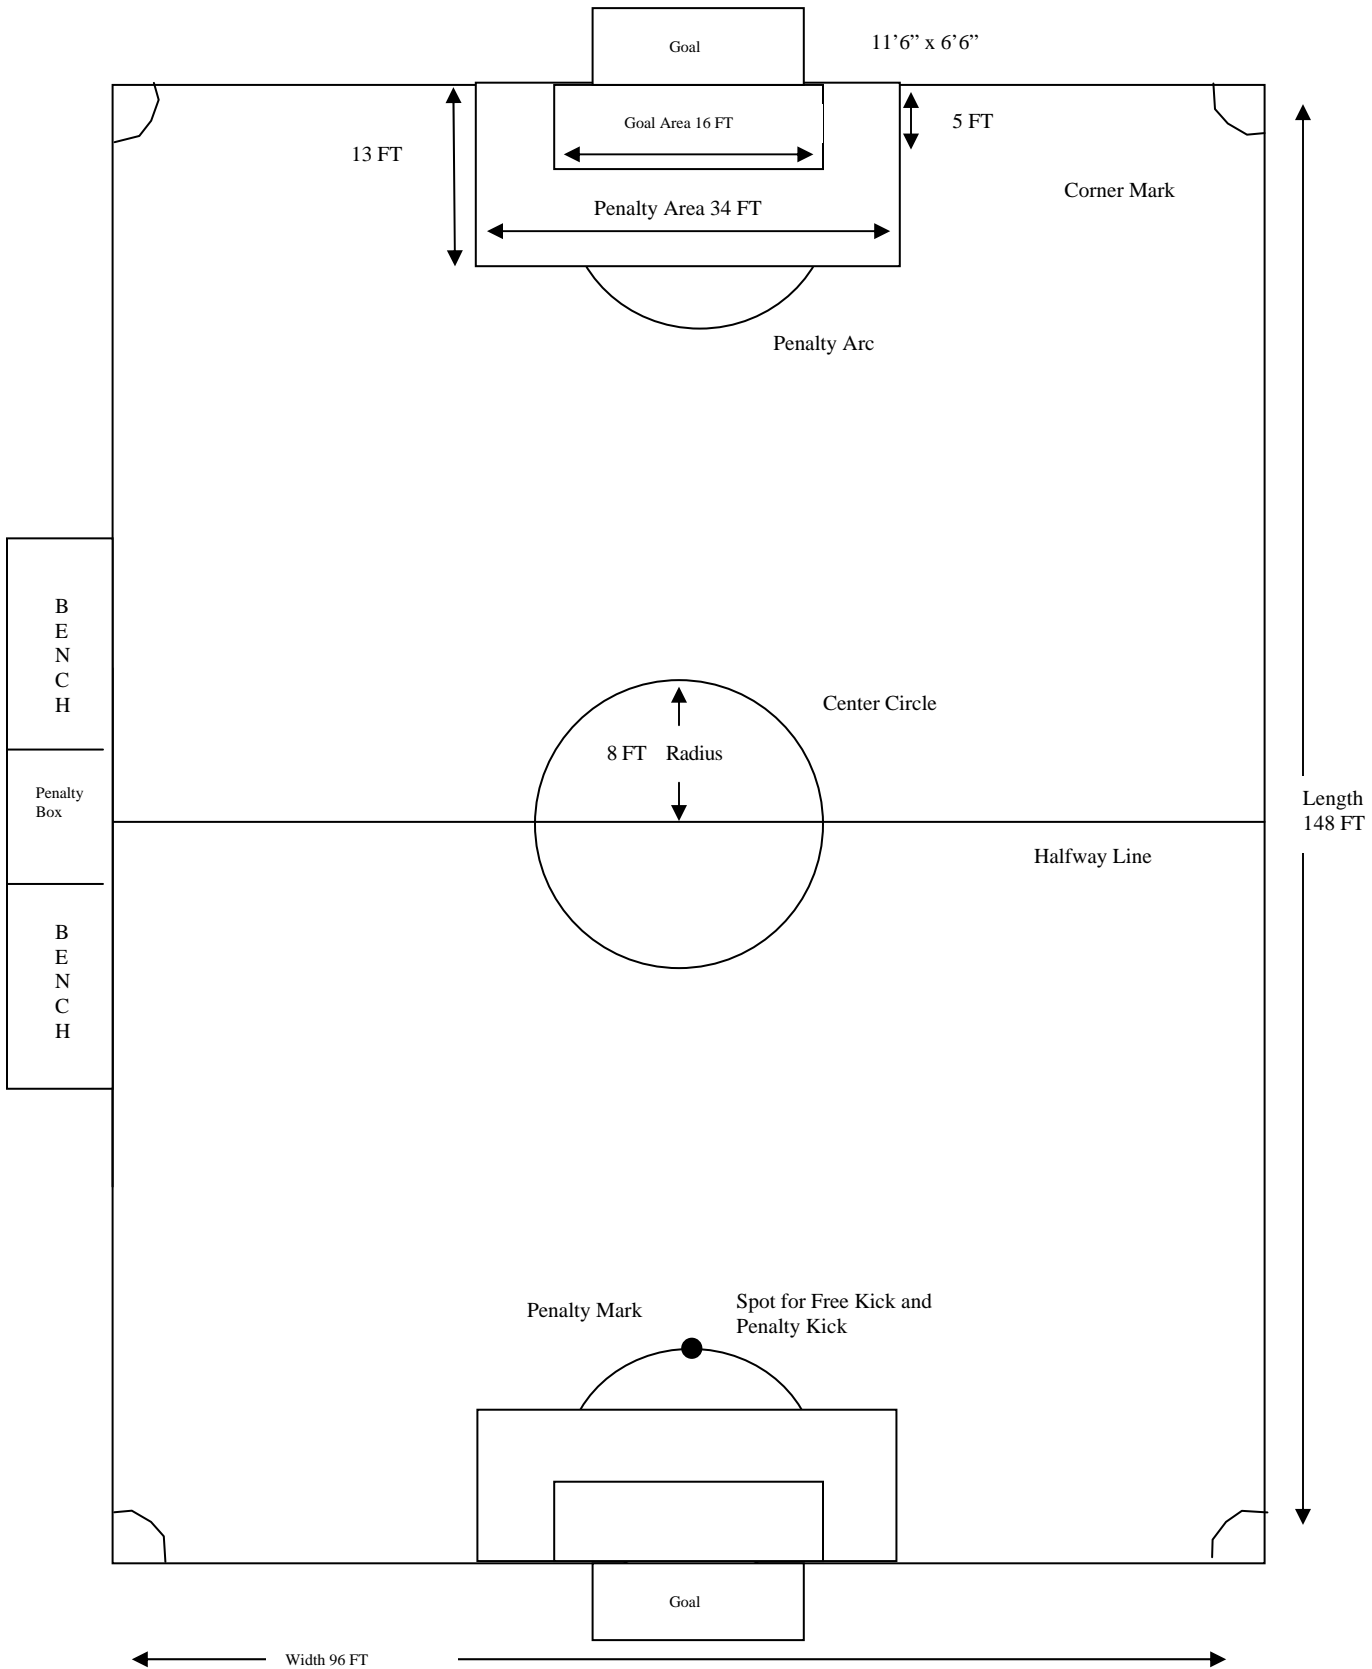 Goal
11’6” x 6’6”
Goal Area 16 FT
5 FT
13 FT
Corner Mark
Penalty Area 34 FT
Penalty Arc
B
E
N
C
H
Center Circle
8 FT Radius
Penalty
Box
Length
148 FT
Halfway Line
B
E
N
C
H
Penalty Mark
Spot for Free Kick and
Penalty Kick
Goal
Width 96 FT